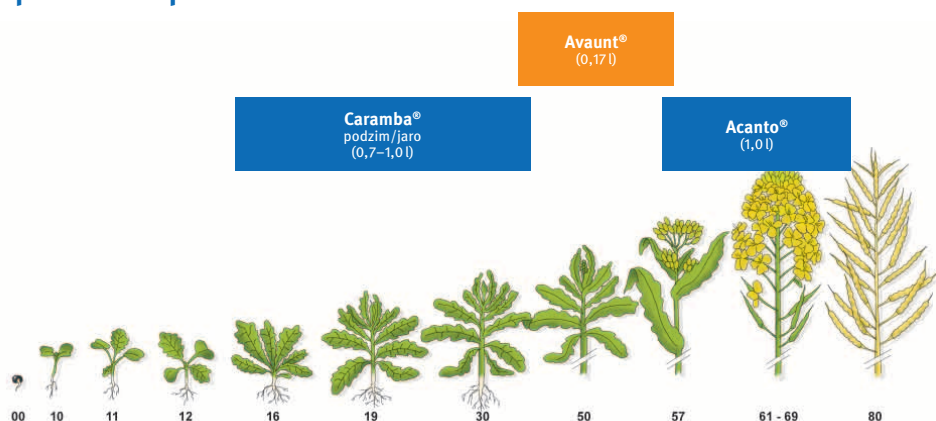 Avaunt®
(0,17 l)
Caramba®
podzim/jaro
(0,7–1,0 l)
Acanto®
(1,0 l)
00 10 11 12 16 19 30 50 57 61 - 69 80